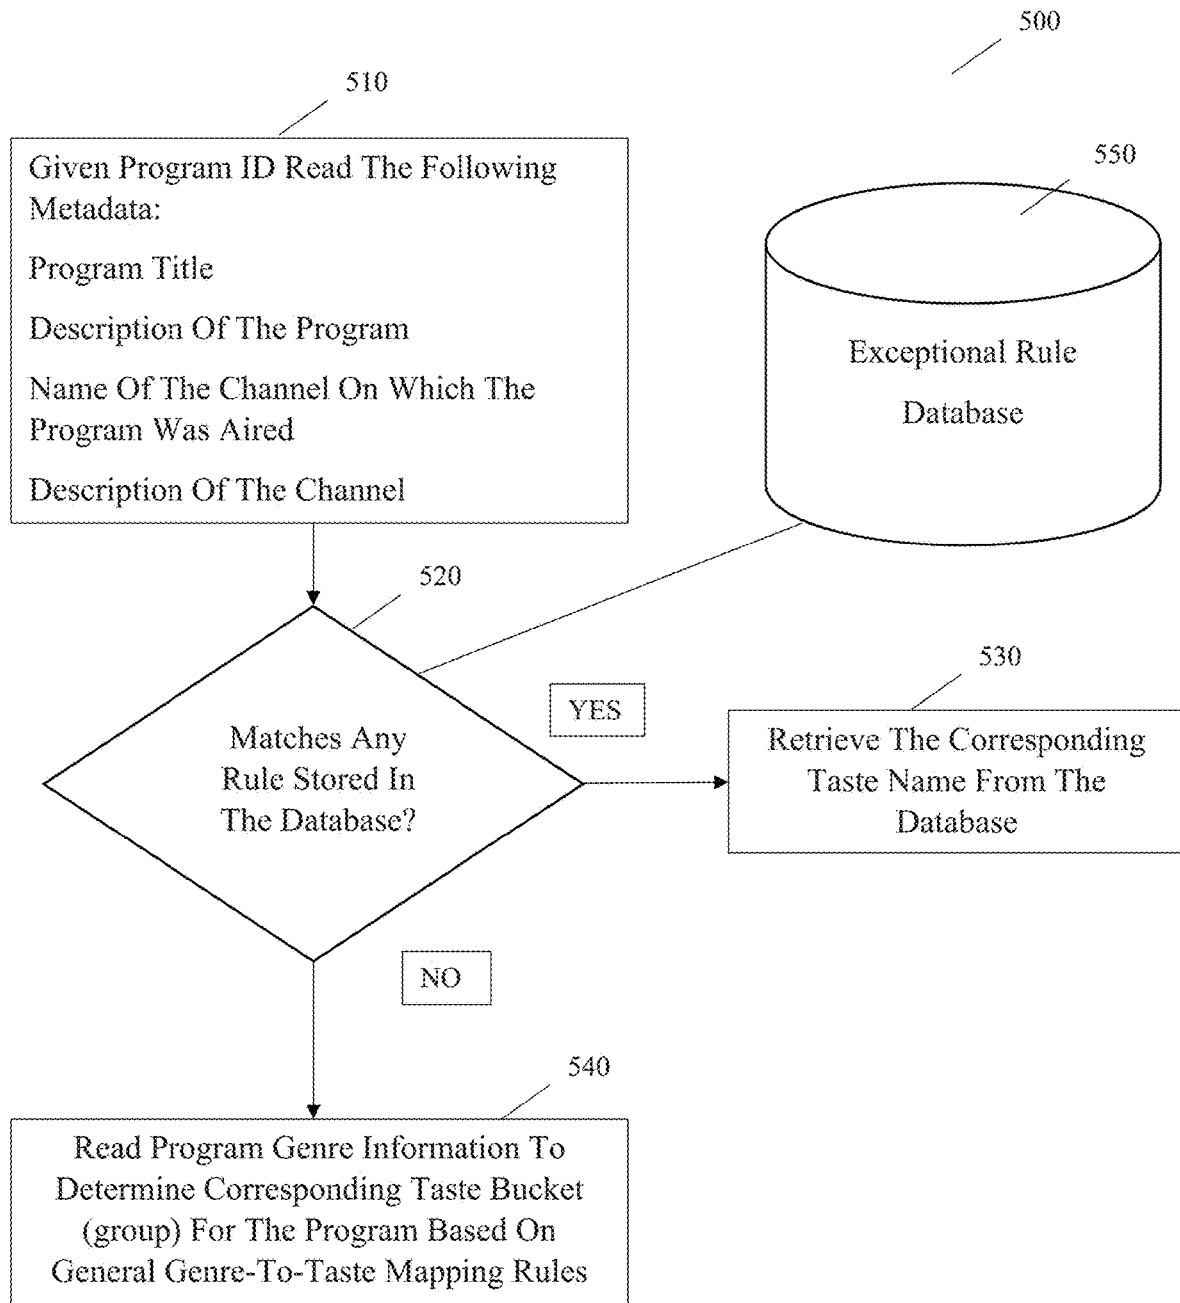 500
510
Given Program ID Read The Following
Metadata:
Program Title
Description Of The Program
Name Of The Channel On Which The
Program Was Aired
Description Of The Channel
550
Exceptional Rule
Database
520
Matches Any
Rule Stored In
The Database?
YES
530
Retrieve The Corresponding
Taste Name From The
Database
NO
540
Read Program Genre Information To
Determine Corresponding Taste Bucket
(group) For The Program Based On
General Genre-To-Taste Mapping Rules